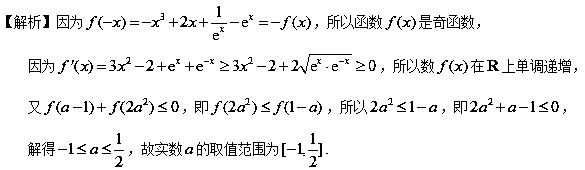 【解析】因为 f(−x)=−x³+2x+1/eˣ−eˣ=−f(x)，所以函数 f(x) 是奇函数，
因为 f′(x)=3x²−2+eˣ+e⁻ˣ≥3x²−2+2√(eˣ·e⁻ˣ)≥0，所以数 f(x) 在 R 上单调递增，
又 f(a−1)+f(2a²)≤0，即 f(2a²)≤f(1−a)，所以 2a²≤1−a，即 2a²+a−1≤0，
解得 −1≤a≤1/2，故实数 a 的取值范围为 [−1,1/2].